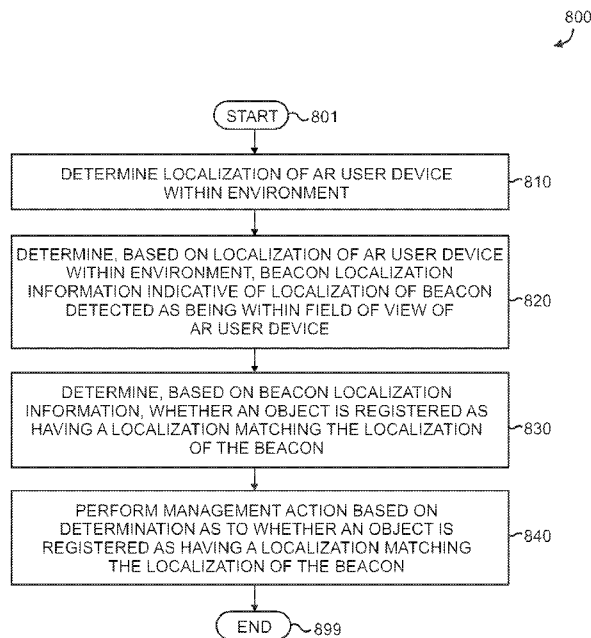 800
START
801
DETERMINE LOCALIZATION OF AR USER DEVICE
WITHIN ENVIRONMENT
810
DETERMINE, BASED ON LOCALIZATION OF AR USER DEVICE
WITHIN ENVIRONMENT, BEACON LOCALIZATION
INFORMATION INDICATIVE OF LOCALIZATION OF BEACON
DETECTED AS BEING WITHIN FIELD OF VIEW OF
AR USER DEVICE
820
DETERMINE, BASED ON BEACON LOCALIZATION
INFORMATION, WHETHER AN OBJECT IS REGISTERED AS
HAVING A LOCALIZATION MATCHING THE LOCALIZATION
OF THE BEACON
830
PERFORM MANAGEMENT ACTION BASED ON
DETERMINATION AS TO WHETHER AN OBJECT IS
REGISTERED AS HAVING A LOCALIZATION MATCHING
THE LOCALIZATION OF THE BEACON
840
END
899